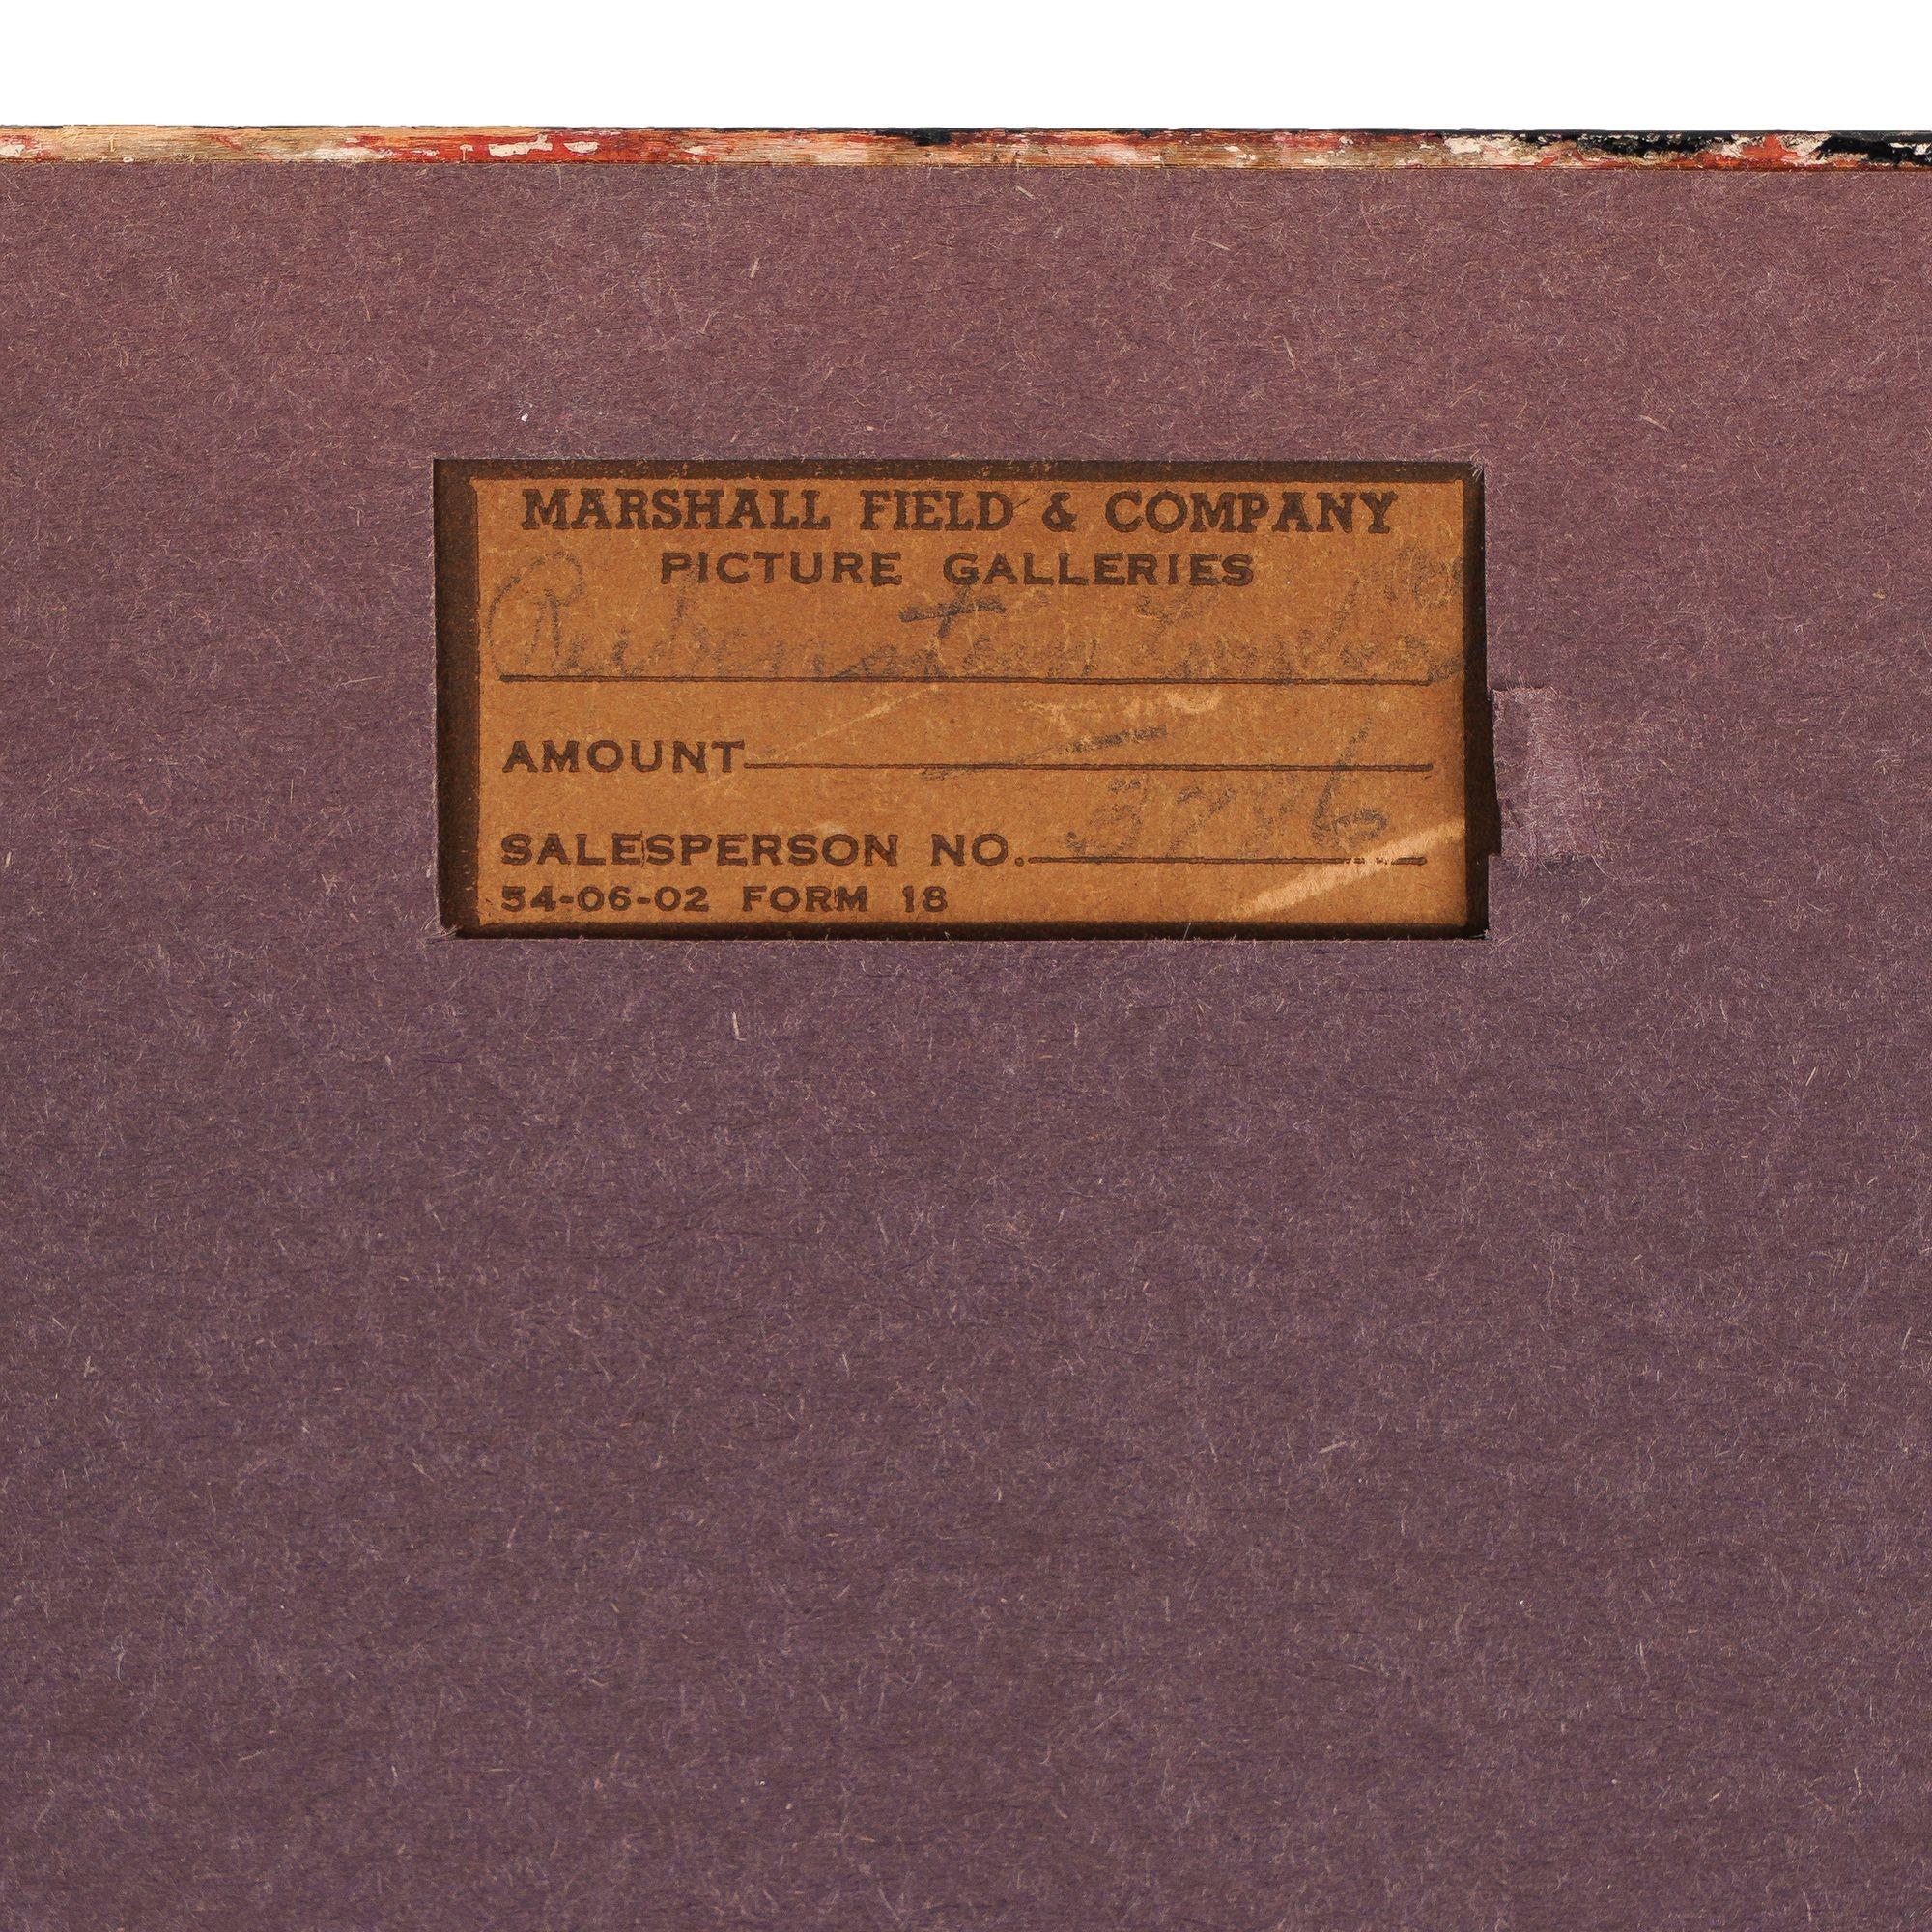 MARSHALL FIELD & COMPANY
PICTURE GALLERIES
AMOUNT
SALESPERSON NO.
54-06-02 FORM 18